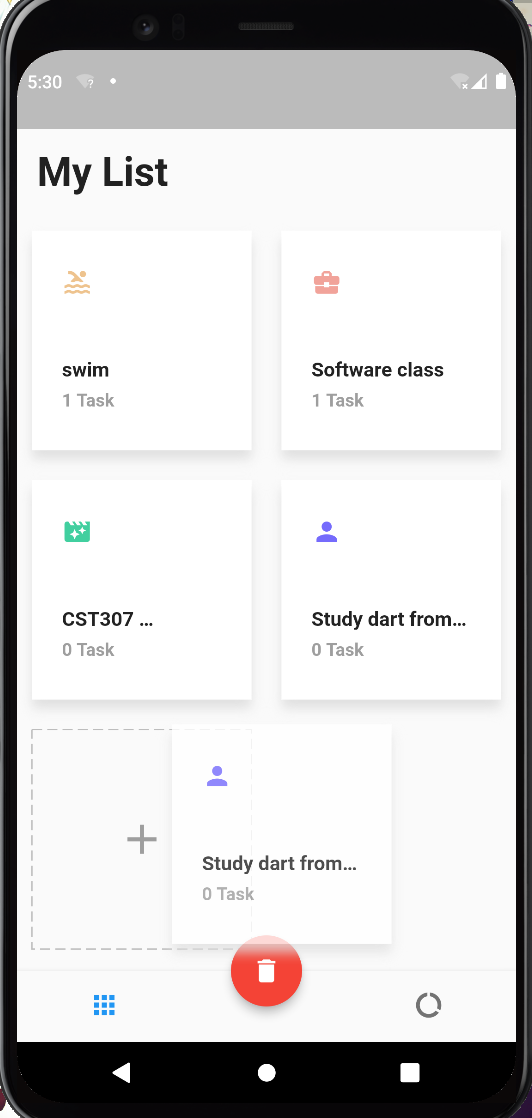 5:30
My List
swim
1 Task
Software class
1 Task
CST307 ...
0 Task
Study dart from...
0 Task
Study dart from...
0 Task